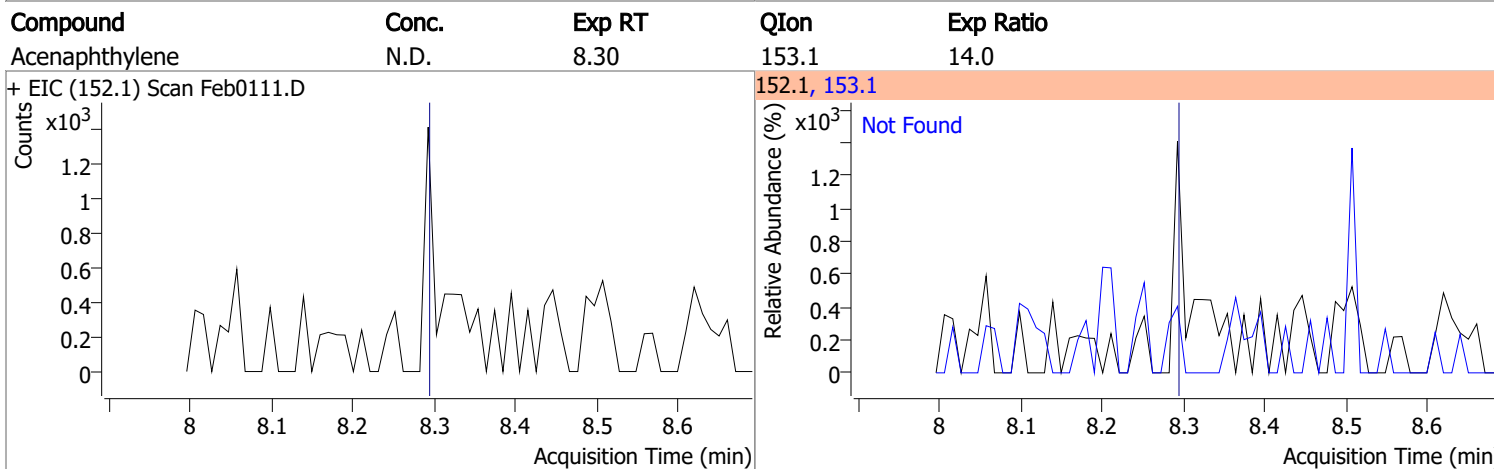 Compound Conc. Exp RT QIon Exp Ratio
Acenaphthylene N.D. 8.30 153.1 14.0
+ EIC (152.1) Scan Feb0111.D
Counts
x10³
1.2
1
0.8
0.6
0.4
0.2
0
8 8.1 8.2 8.3 8.4 8.5 8.6
Acquisition Time (min)
152.1, 153.1
Relative Abundance (%)
x10³
Not Found
1.2
1
0.8
0.6
0.4
0.2
0
8 8.1 8.2 8.3 8.4 8.5 8.6
Acquisition Time (min